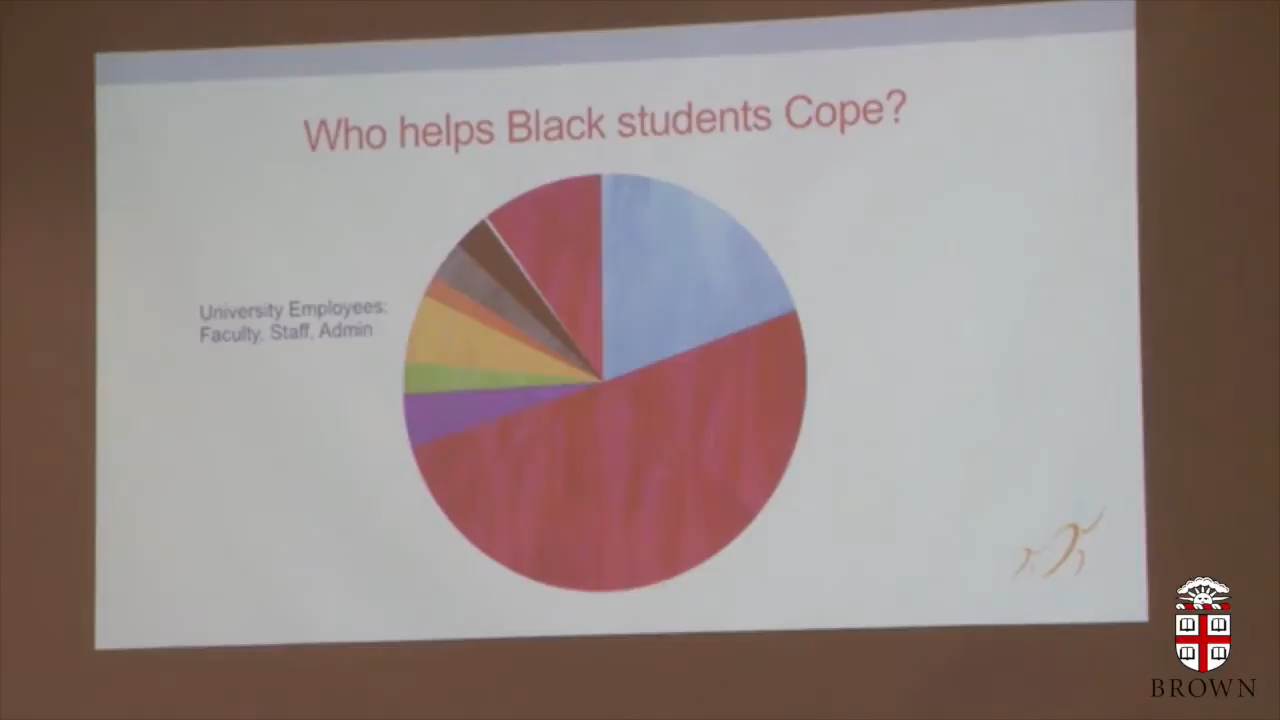 Who helps Black students Cope?
University Employees:
Faculty, Staff, Admin
BROWN